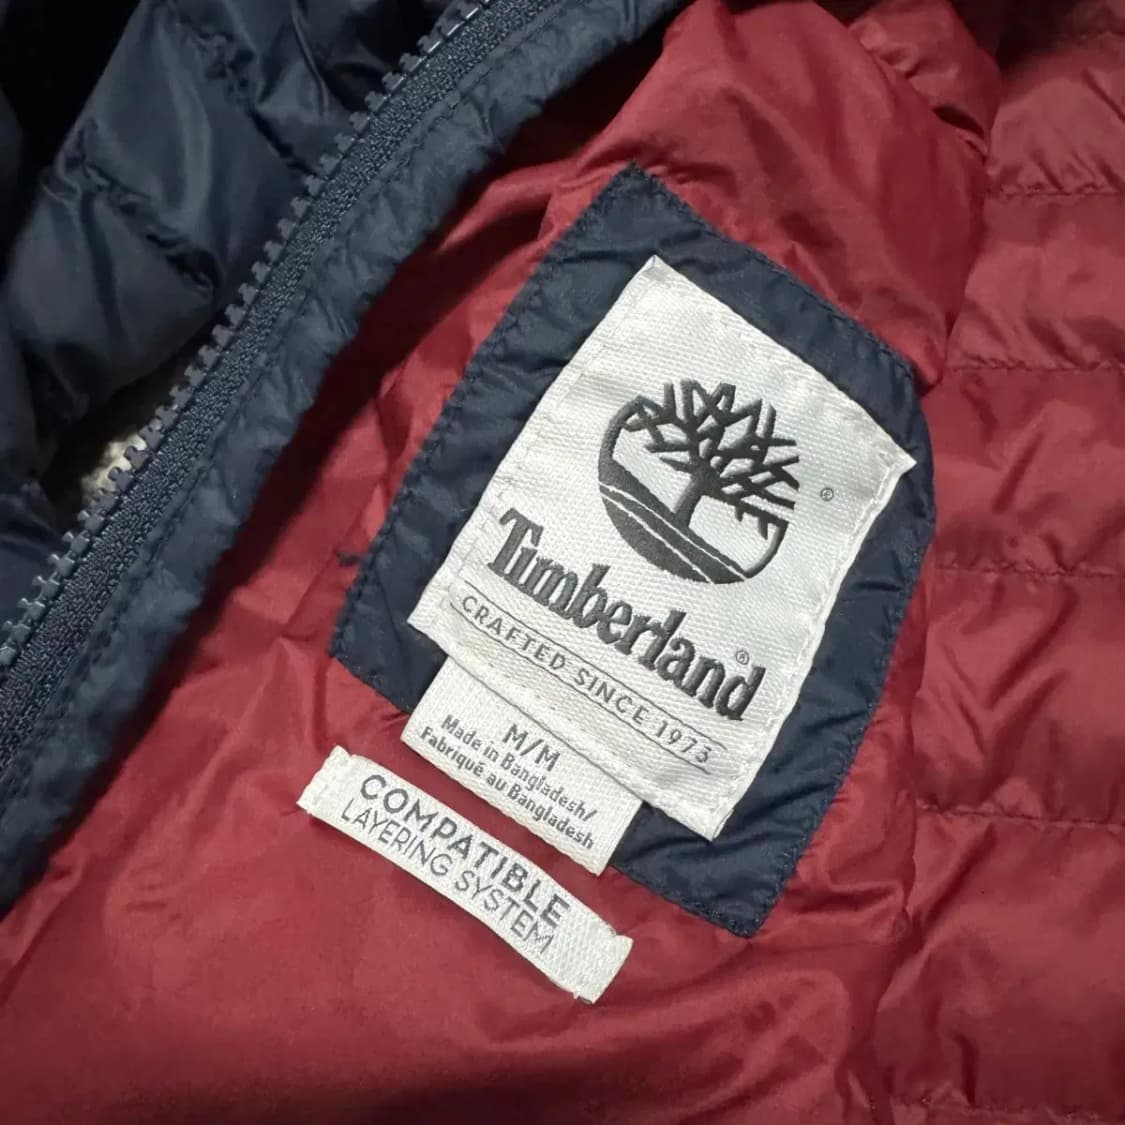 ®
Timberland®
CRAFTED SINCE 1973
M/M
Made in Bangladesh/
Fabriqué au Bangladesh
COMPATIBLE
LAYERING SYSTEM